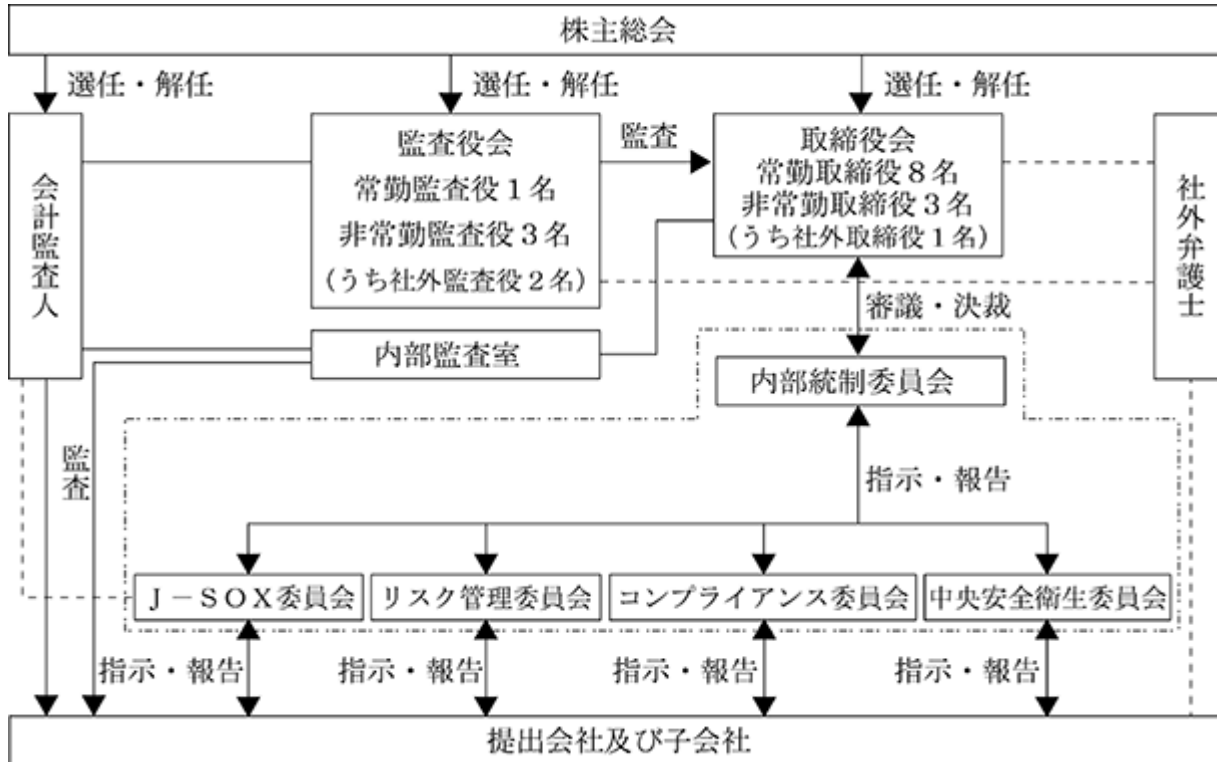 株主総会
選任・解任
選任・解任
選任・解任
会計監査人
監査役会
常勤監査役１名
非常勤監査役３名
(うち社外監査役２名)
監査
取締役会
常勤取締役８名
非常勤取締役３名
(うち社外取締役１名)
社外弁護士
審議・決裁
内部監査室
内部統制委員会
監査
指示・報告
Ｊ－ＳＯＸ委員会
リスク管理委員会
コンプライアンス委員会
中央安全衛生委員会
指示・報告
指示・報告
指示・報告
指示・報告
提出会社及び子会社